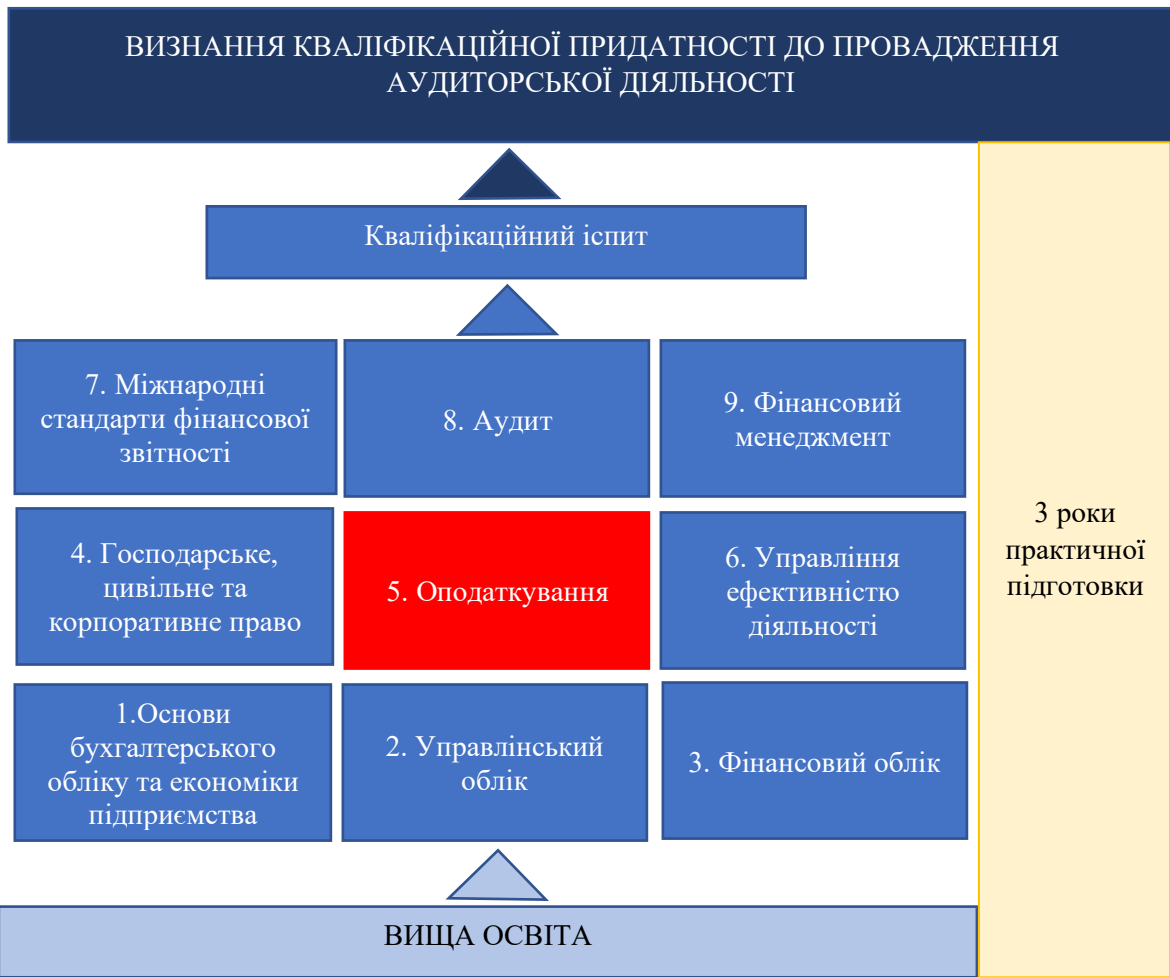 ВИЗНАННЯ КВАЛІФІКАЦІЙНОЇ ПРИДАТНОСТІ ДО ПРОВАДЖЕННЯ
АУДИТОРСЬКОЇ ДІЯЛЬНОСТІ
Кваліфікаційний іспит
7. Міжнародні
стандарти фінансової
звітності
8. Аудит
9. Фінансовий
менеджмент
4. Господарське,
цивільне та
корпоративне право
5. Оподаткування
6. Управління
ефективністю
діяльності
1.Основи
бухгалтерського
обліку та економіки
підприємства
2. Управлінський
облік
3. Фінансовий облік
3 роки
практичної
підготовки
ВИЩА ОСВІТА